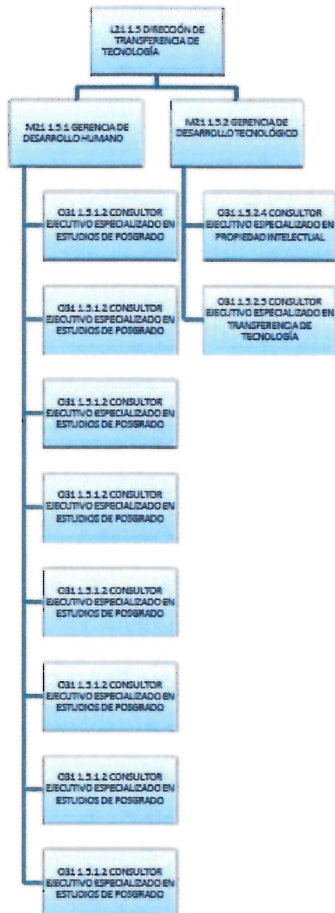 L21 1.5 DIRECCIÓN DE
TRANSFERENCIA DE
TECNOLOGÍA
M21 1.5.1 GERENCIA DE
DESARROLLO HUMANO
M21 1.5.2 GERENCIA DE
DESARROLLO TECNOLÓGICO
O31 1.5.1.2 CONSULTOR
EJECUTIVO ESPECIALIZADO EN
ESTUDIOS DE POSGRADO
O31 1.5.2.4 CONSULTOR
EJECUTIVO ESPECIALIZADO EN
PROPIEDAD INTELECTUAL
O31 1.5.1.2 CONSULTOR
EJECUTIVO ESPECIALIZADO EN
ESTUDIOS DE POSGRADO
O31 1.5.2.5 CONSULTOR
EJECUTIVO ESPECIALIZADO EN
TRANSFERENCIA DE
TECNOLOGÍA
O31 1.5.1.2 CONSULTOR
EJECUTIVO ESPECIALIZADO EN
ESTUDIOS DE POSGRADO
O31 1.5.1.2 CONSULTOR
EJECUTIVO ESPECIALIZADO EN
ESTUDIOS DE POSGRADO
O31 1.5.1.2 CONSULTOR
EJECUTIVO ESPECIALIZADO EN
ESTUDIOS DE POSGRADO
O31 1.5.1.2 CONSULTOR
EJECUTIVO ESPECIALIZADO EN
ESTUDIOS DE POSGRADO
O31 1.5.1.2 CONSULTOR
EJECUTIVO ESPECIALIZADO EN
ESTUDIOS DE POSGRADO
O31 1.5.1.2 CONSULTOR
EJECUTIVO ESPECIALIZADO EN
ESTUDIOS DE POSGRADO